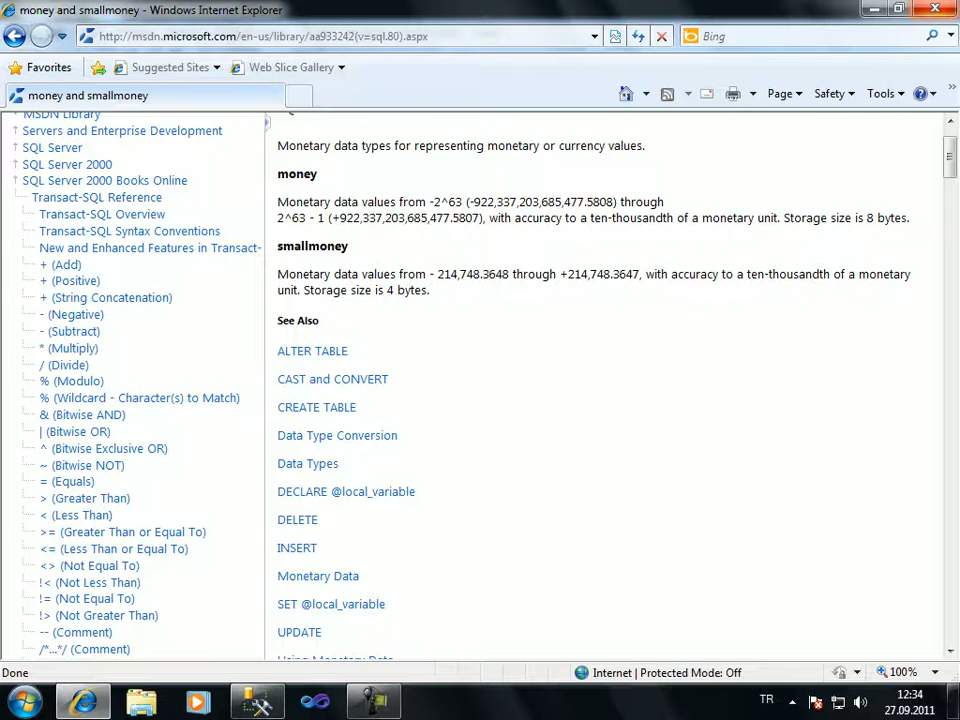 money and smallmoney - Windows Internet Explorer
http://msdn.microsoft.com/en-us/library/aa933242(v=sql.80).aspx
Bing
Favorites
Suggested Sites
Web Slice Gallery
money and smallmoney
Page
Safety
Tools
MSDN Library
Servers and Enterprise Development
SQL Server
SQL Server 2000
SQL Server 2000 Books Online
Transact-SQL Reference
Transact-SQL Overview
Transact-SQL Syntax Conventions
New and Enhanced Features in Transact-
+ (Add)
+ (Positive)
+ (String Concatenation)
- (Negative)
- (Subtract)
* (Multiply)
/ (Divide)
% (Modulo)
% (Wildcard - Character(s) to Match)
& (Bitwise AND)
| (Bitwise OR)
^ (Bitwise Exclusive OR)
~ (Bitwise NOT)
= (Equals)
> (Greater Than)
< (Less Than)
>= (Greater Than or Equal To)
<= (Less Than or Equal To)
<> (Not Equal To)
!< (Not Less Than)
!= (Not Equal To)
!> (Not Greater Than)
-- (Comment)
/*...*/ (Comment)
Monetary data types for representing monetary or currency values.
money
Monetary data values from -2^63 (-922,337,203,685,477.5808) through
2^63 - 1 (+922,337,203,685,477.5807), with accuracy to a ten-thousandth of a monetary unit. Storage size is 8 bytes.
smallmoney
Monetary data values from - 214,748.3648 through +214,748.3647, with accuracy to a ten-thousandth of a monetary
unit. Storage size is 4 bytes.
See Also
ALTER TABLE
CAST and CONVERT
CREATE TABLE
Data Type Conversion
Data Types
DECLARE @local_variable
DELETE
INSERT
Monetary Data
SET @local_variable
UPDATE
Using Monetary Data
Done
Internet | Protected Mode: Off
100%
TR
12:34
27.09.2011